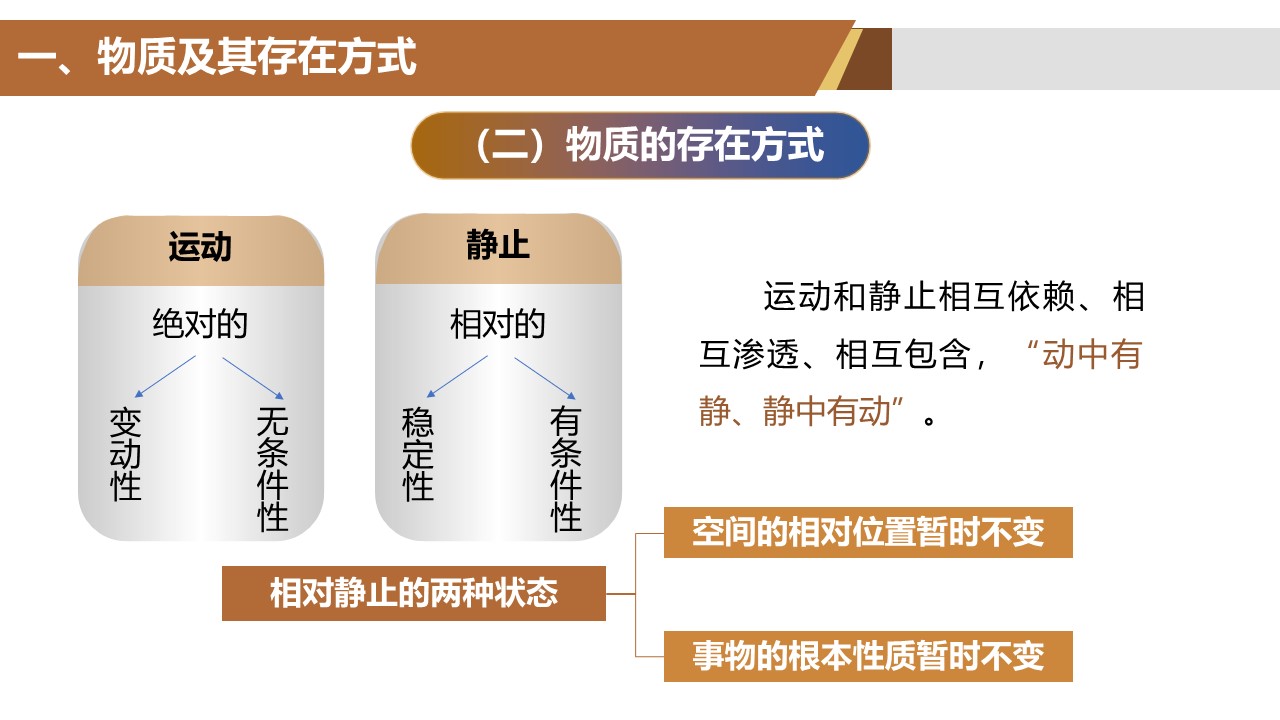 一、物质及其存在方式
（二）物质的存在方式
运动
绝对的
变动性
无条件性
静止
相对的
稳定性
有条件性
运动和静止相互依赖、相
互渗透、相互包含，“动中有
静、静中有动”。
相对静止的两种状态
空间的相对位置暂时不变
事物的根本性质暂时不变